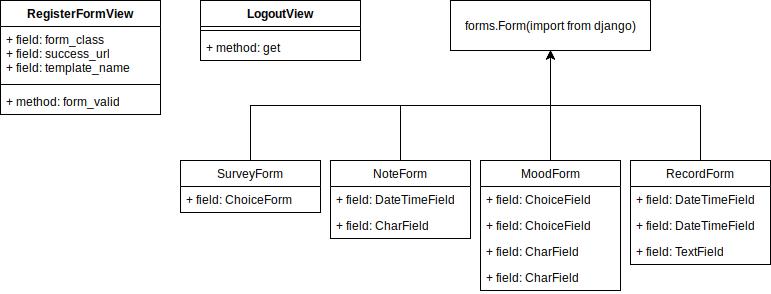 RegisterFormView
+ field: form_class
+ field: success_url
+ field: template_name
+ method: form_valid
LogoutView
+ method: get
forms.Form(import from django)
SurveyForm
+ field: ChoiceForm
NoteForm
+ field: DateTimeField
+ field: CharField
MoodForm
+ field: ChoiceField
+ field: ChoiceField
+ field: CharField
+ field: CharField
RecordForm
+ field: DateTimeField
+ field: DateTimeField
+ field: TextField